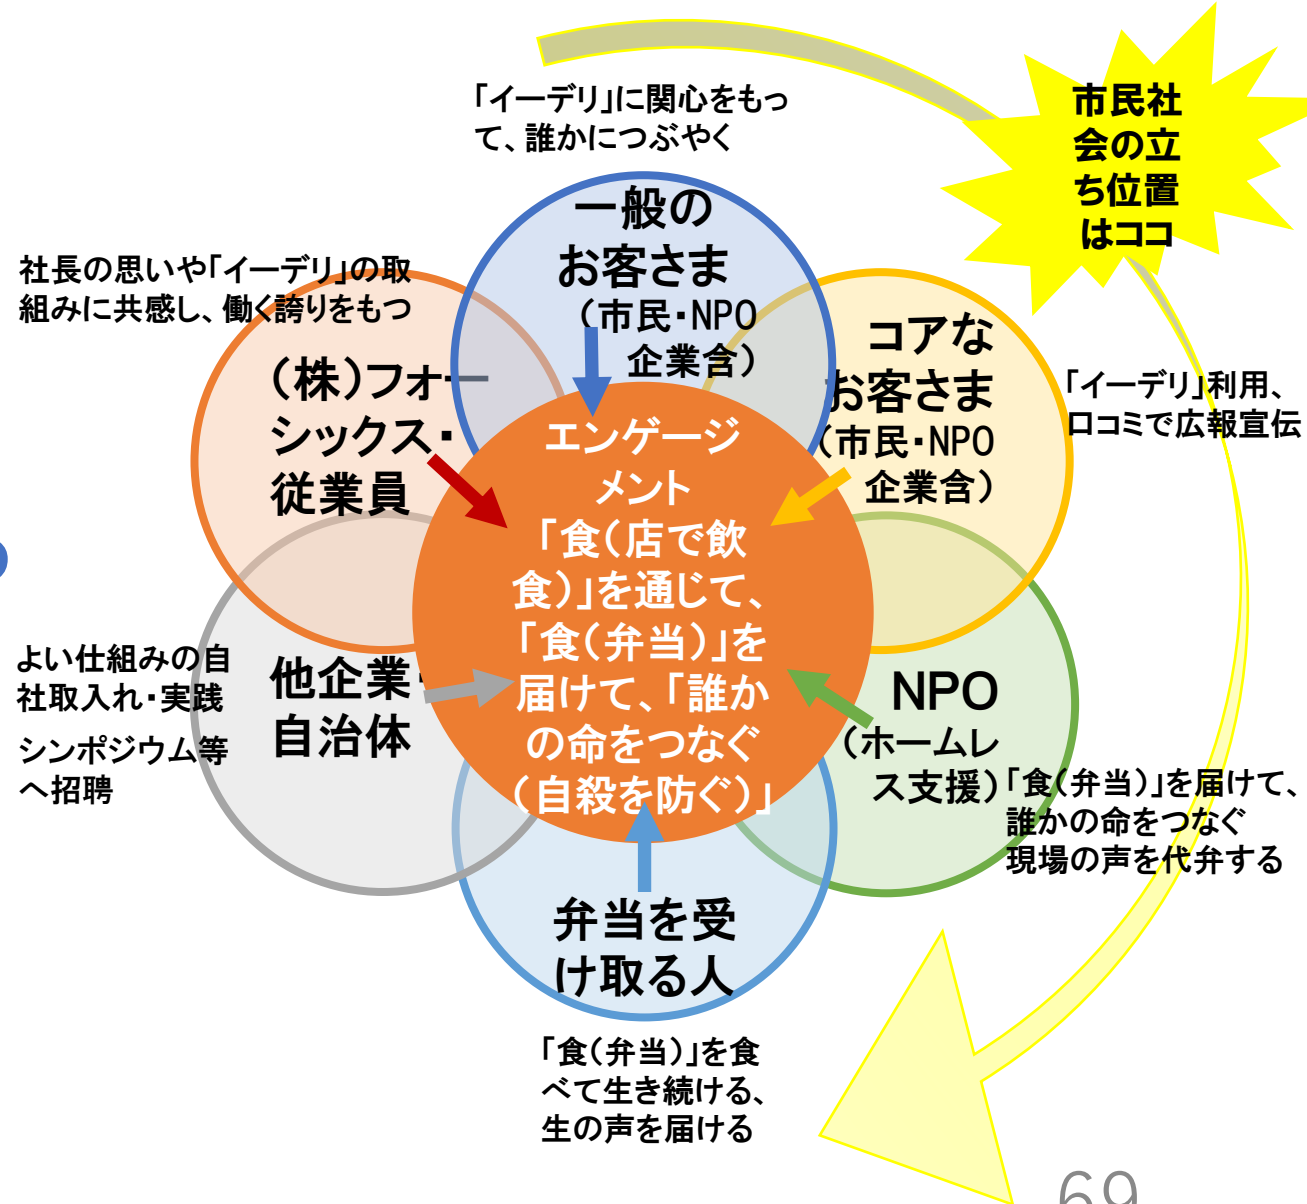 「イーデリ」に関心をもっ
て、誰かにつぶやく
市民社
会の立
ち位置
はココ
一般の
お客さま
（市民・NPO
企業含）
社長の思いや「イーデリ」の取
組みに共感し、働く誇りをもつ
（株）フォー
シックス・
従業員
コアな
お客さま
（市民・NPO
企業含）
「イーデリ」利用、
口コミで広報宣伝
エンゲージ
メント
「食（店で飲
食）」を通じて、
「食（弁当）」を
届けて、「誰か
の命をつなぐ
（自殺を防ぐ）」
よい仕組みの自
社取入れ・実践
シンポジウム等
へ招聘
他企業・
自治体
NPO
（ホームレ
ス支援）
「食（弁当）」を届けて、
誰かの命をつなぐ
現場の声を代弁する
弁当を受
け取る人
「食（弁当）」を食
べて生き続ける、
生の声を届ける
69